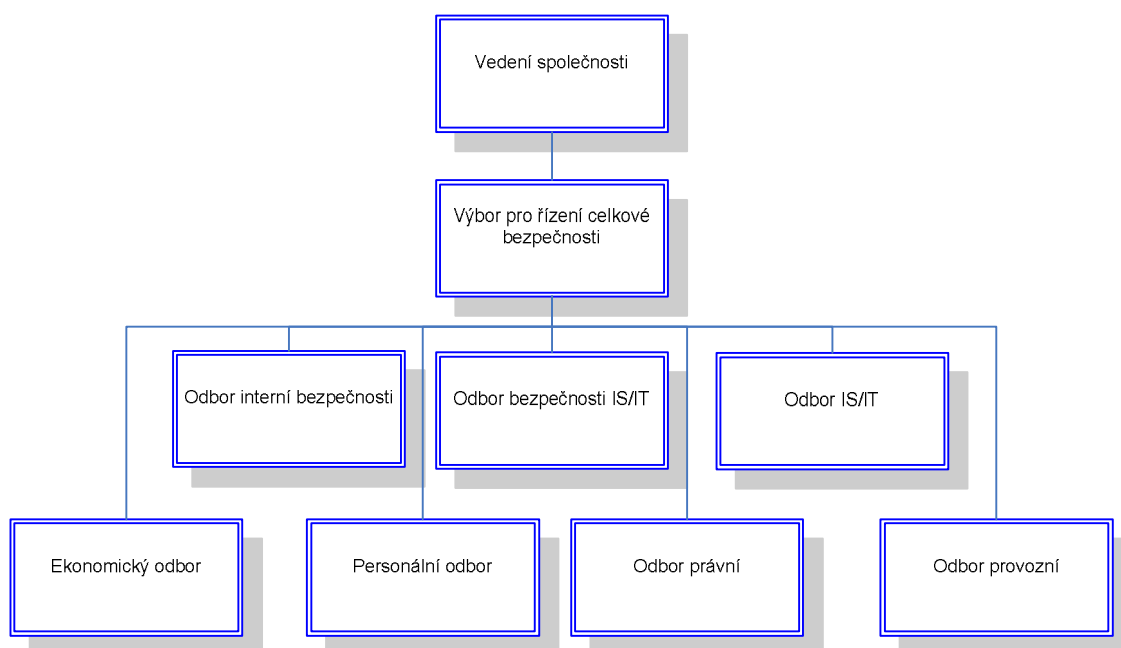 Vedení společnosti
Výbor pro řízení celkové
bezpečnosti
Odbor interní bezpečnosti
Odbor bezpečnosti IS/IT
Odbor IS/IT
Ekonomický odbor
Personální odbor
Odbor právní
Odbor provozní